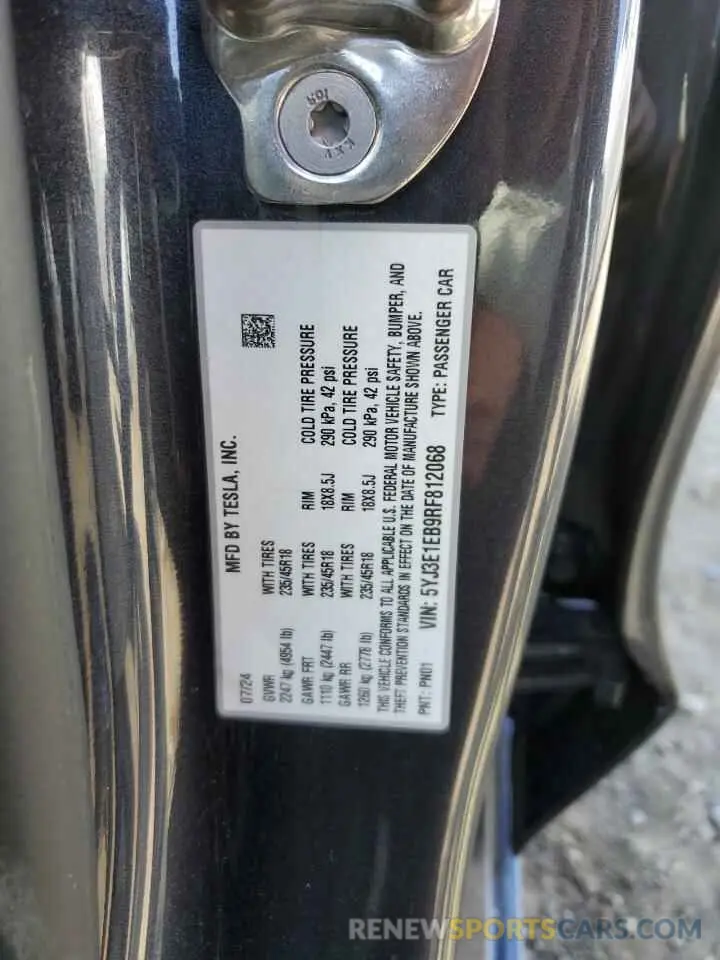 MFD BY TESLA, INC.
07/24
GVWR WITH TIRES
2247 kg (4954 lb) 235/45R18
GAWR FRT WITH TIRES RIM COLD TIRE PRESSURE
1110 kg (2447 lb) 235/45R18 18X8.5J 290 kPa, 42 psi
GAWR RR WITH TIRES RIM COLD TIRE PRESSURE
1260 kg (2778 lb) 235/45R18 18X8.5J 290 kPa, 42 psi
THIS VEHICLE CONFORMS TO ALL APPLICABLE U.S. FEDERAL MOTOR VEHICLE SAFETY, BUMPER, AND
THEFT PREVENTION STANDARDS IN EFFECT ON THE DATE OF MANUFACTURE SHOWN ABOVE.
PNT: PN01 VIN: 5YJ3E1EB9RF812068 TYPE: PASSENGER CAR
RENEWSPORTSCARS.COM